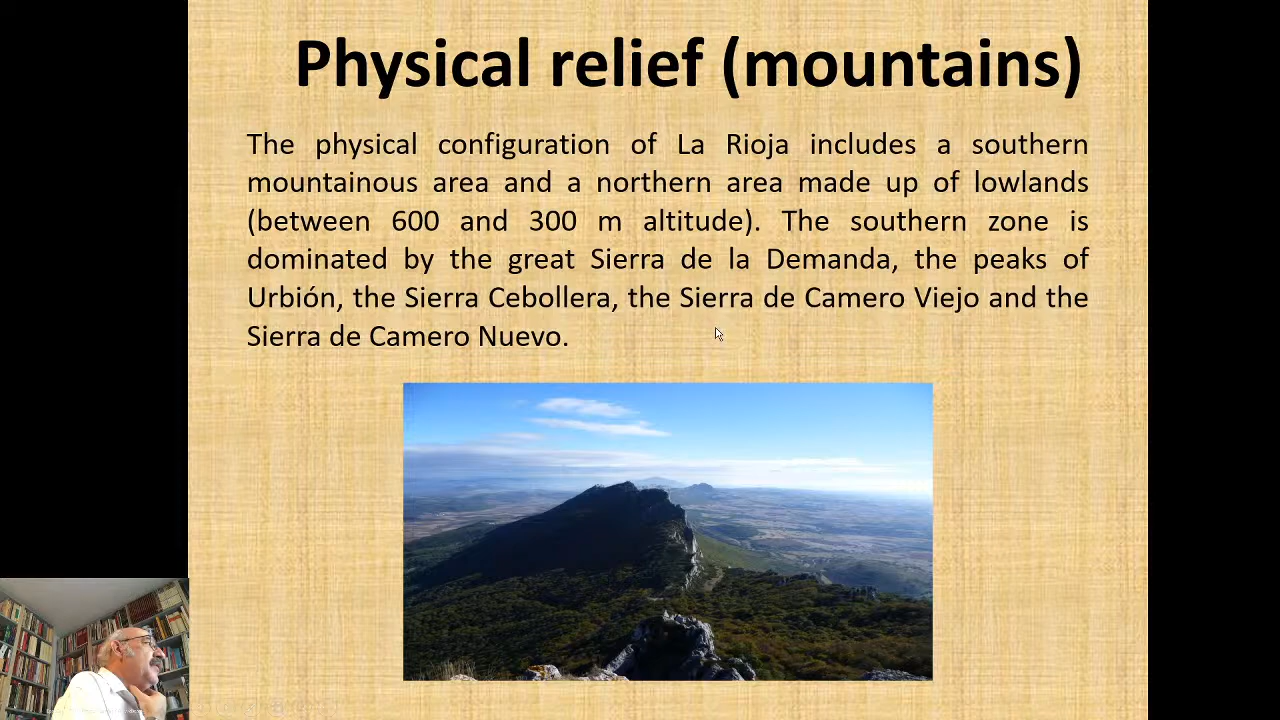 Physical relief (mountains)
The physical configuration of La Rioja includes a southern
mountainous area and a northern area made up of lowlands
(between 600 and 300 m altitude). The southern zone is
dominated by the great Sierra de la Demanda, the peaks of
Urbión, the Sierra Cebollera, the Sierra de Camero Viejo and the
Sierra de Camero Nuevo.